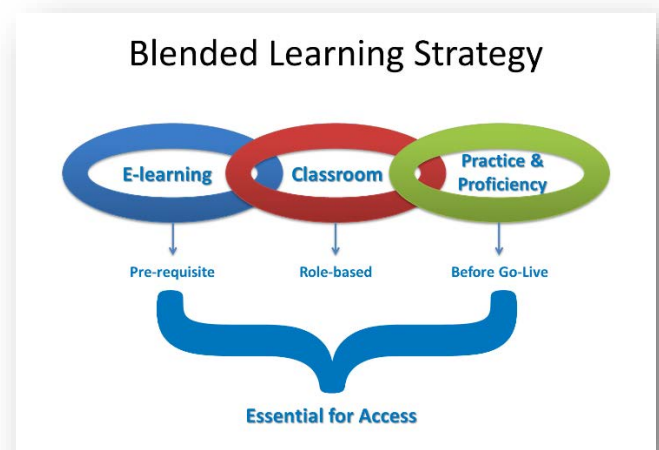 Blended Learning Strategy
E-learning
Classroom
Practice &
Proficiency
Pre-requisite
Role-based
Before Go-Live
Essential for Access